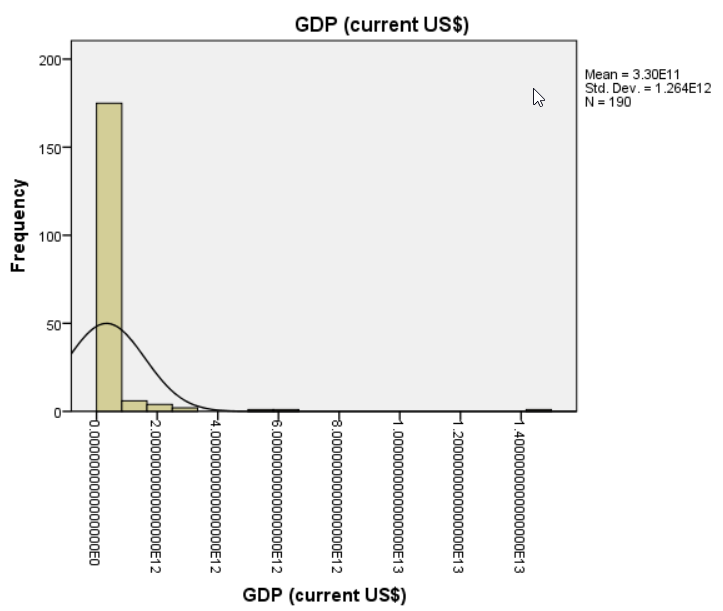 GDP (current US$)
Mean = 3.30E11
Std. Dev. = 1.264E12
N = 190
Frequency
200
150
100
50
0
0.000000000000000E0
2.000000000000000E12
4.000000000000000E12
6.000000000000000E12
8.000000000000000E12
1.000000000000000E13
1.200000000000000E13
1.400000000000000E13
GDP (current US$)